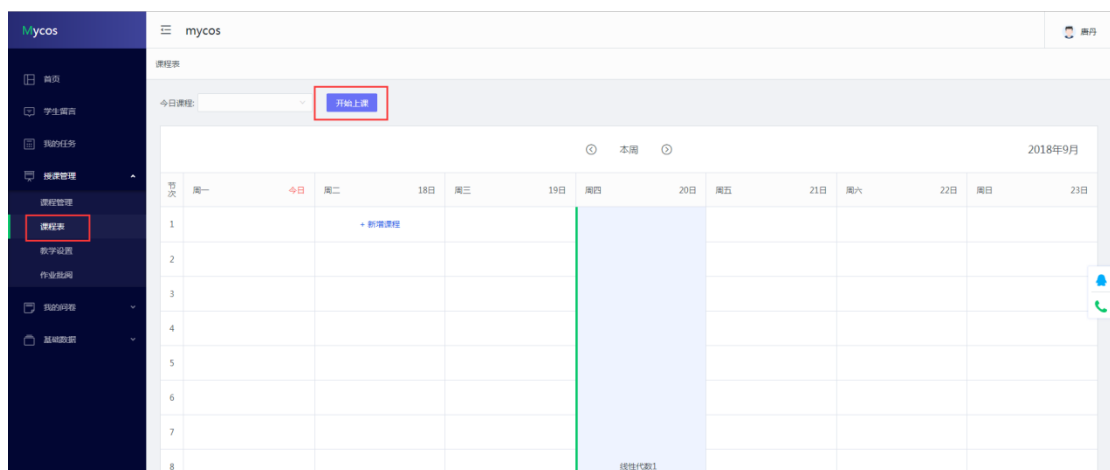 Mycos
mycos
唐丹
课程表
首页
学生留言
我的任务
授课管理
课程管理
课程表
教学设置
作业批阅
我的问卷
基础数据
今日课程:
开始上课
本周
2018年9月
节次 周一 今日 周二 18日 周三 19日 周四 20日 周五 21日 周六 22日 周日 23日
1 + 新增课程
2
3
4
5
6
7
8 线性代数1